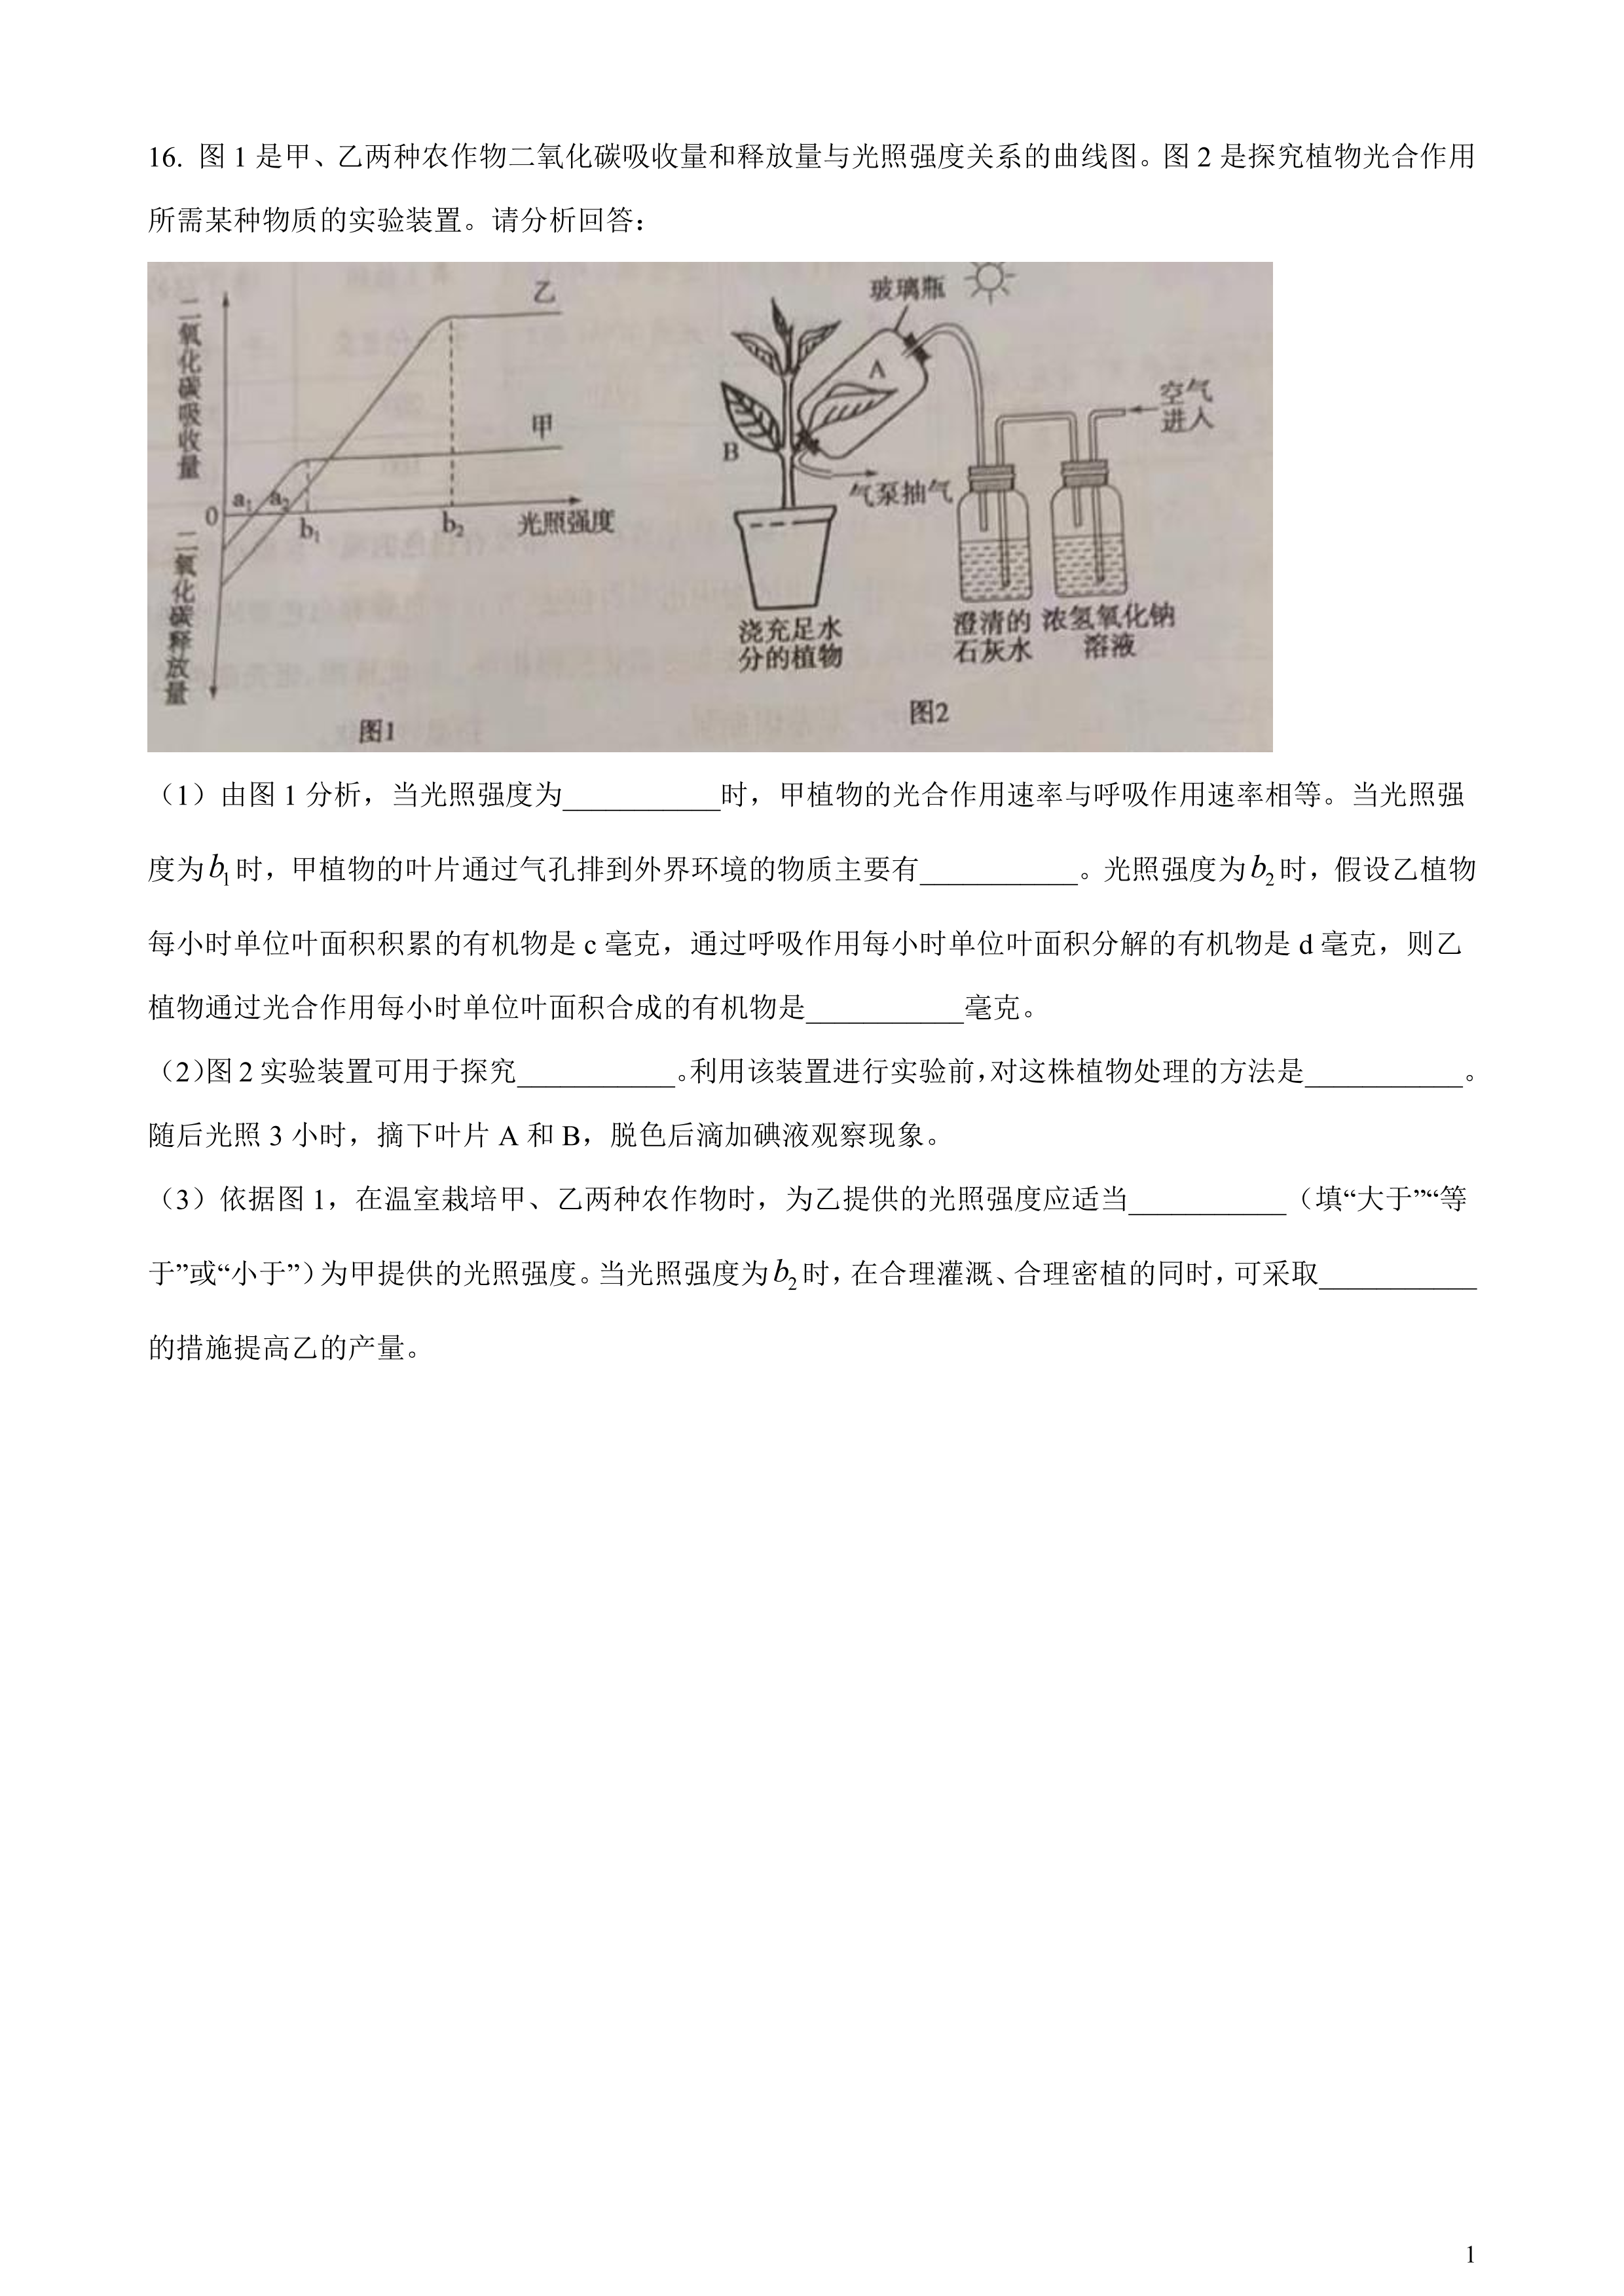 16. 图 1 是甲、乙两种农作物二氧化碳吸收量和释放量与光照强度关系的曲线图。图 2 是探究植物光合作用
所需某种物质的实验装置。请分析回答：
二氧化碳吸收量
0
二氧化碳释放量
a1
a2
b1
b2
光照强度
乙
甲
图1
玻璃瓶
A
B
空气进入
气泵抽气
浇充足水
分的植物
澄清的
石灰水
浓氢氧化钠
溶液
图2
（1）由图 1 分析，当光照强度为___________时，甲植物的光合作用速率与呼吸作用速率相等。当光照强
度为b1时，甲植物的叶片通过气孔排到外界环境的物质主要有___________。光照强度为b2时，假设乙植物
每小时单位叶面积积累的有机物是 c 毫克，通过呼吸作用每小时单位叶面积分解的有机物是 d 毫克，则乙
植物通过光合作用每小时单位叶面积合成的有机物是___________毫克。
（2）图 2 实验装置可用于探究___________。利用该装置进行实验前，对这株植物处理的方法是___________。
随后光照 3 小时，摘下叶片 A 和 B，脱色后滴加碘液观察现象。
（3）依据图 1，在温室栽培甲、乙两种农作物时，为乙提供的光照强度应适当___________（填“大于”“等
于”或“小于”）为甲提供的光照强度。当光照强度为b2时，在合理灌溉、合理密植的同时，可采取___________
的措施提高乙的产量。
1